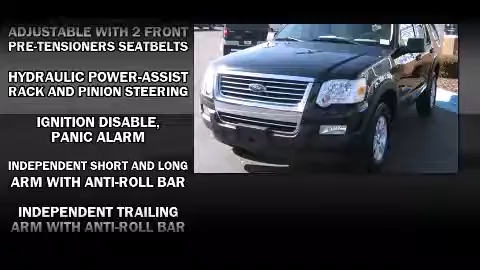 ADJUSTABLE WITH 2 FRONT
PRE-TENSIONERS SEATBELTS
HYDRAULIC POWER-ASSIST
RACK AND PINION STEERING
IGNITION DISABLE,
PANIC ALARM
INDEPENDENT SHORT AND LONG
ARM WITH ANTI-ROLL BAR
INDEPENDENT TRAILING
ARM WITH ANTI-ROLL BAR